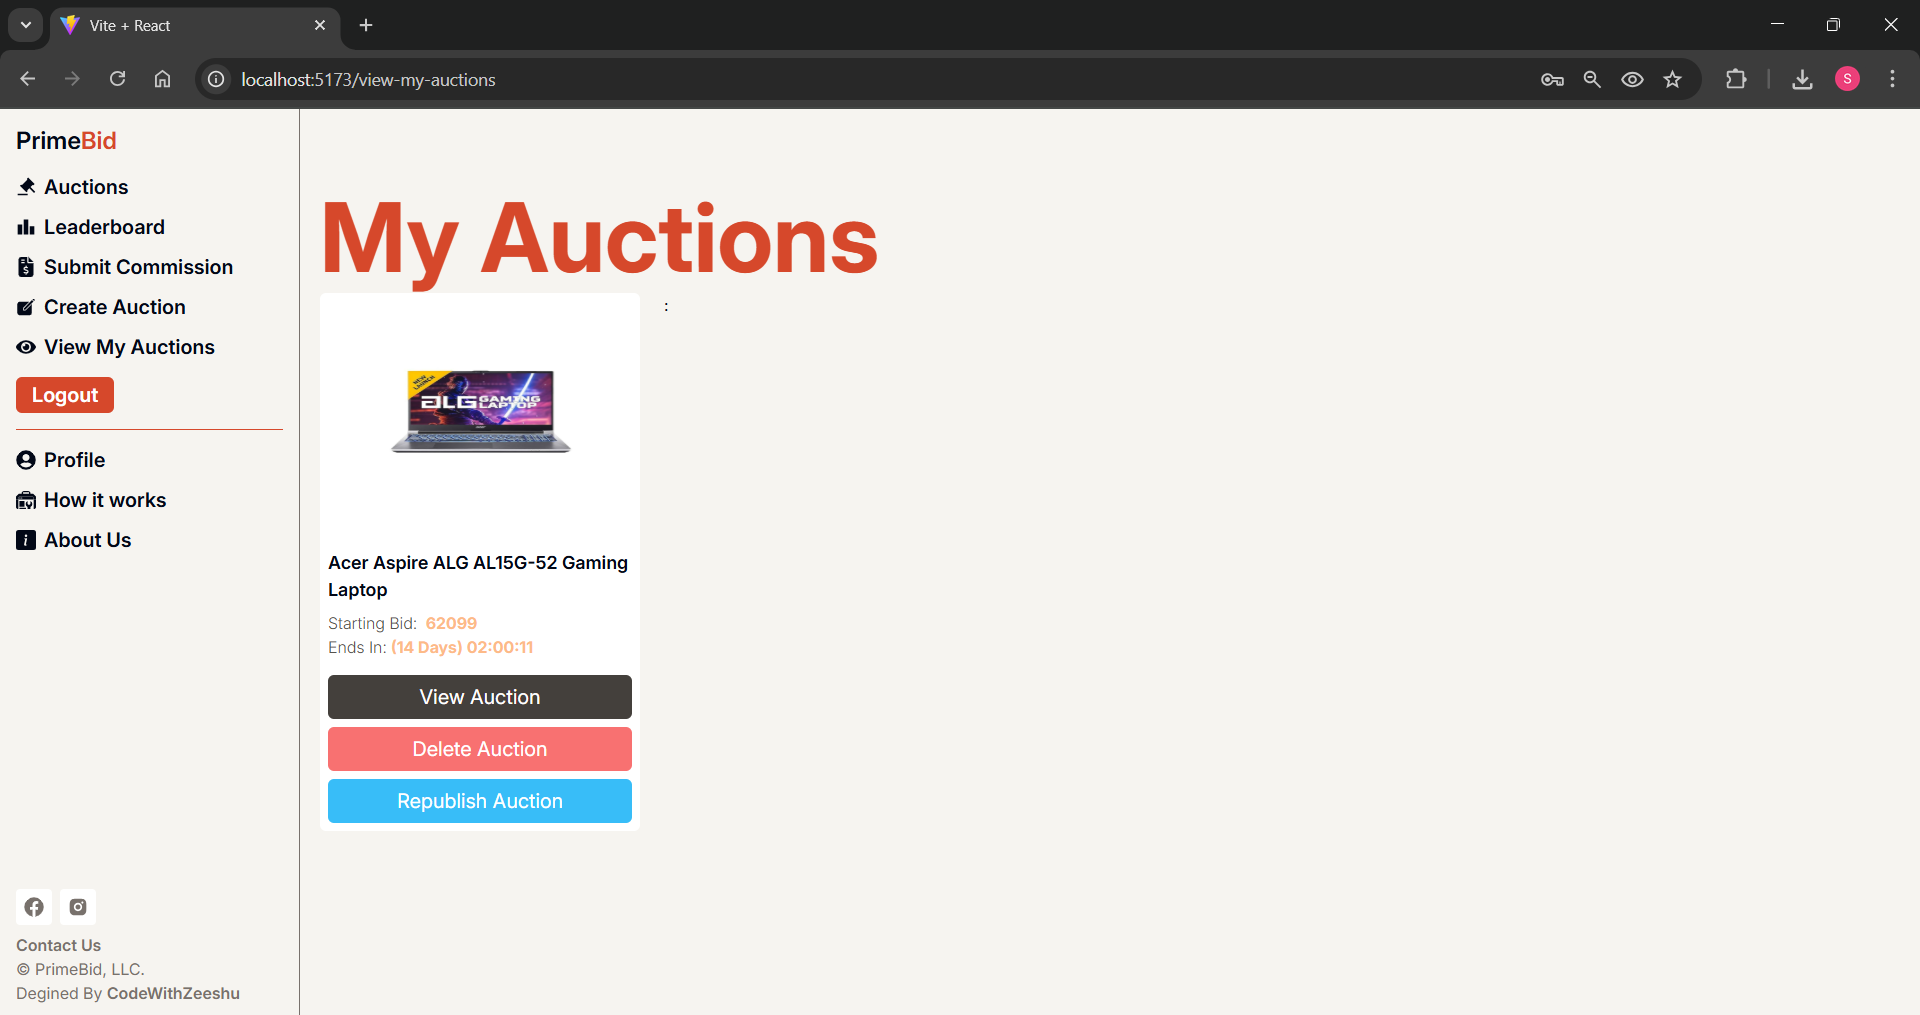 Vite + React
localhost:5173/view-my-auctions
S
PrimeBid
Auctions
Leaderboard
Submit Commission
Create Auction
View My Auctions
Logout
Profile
How it works
About Us
Contact Us
© PrimeBid, LLC.
Degined By CodeWithZeeshu
My Auctions
:
NEW LAUNCH
ALG GAMING LAPTOP
Acer Aspire ALG AL15G-52 Gaming
Laptop
Starting Bid: 62099
Ends In: (14 Days) 02:00:11
View Auction
Delete Auction
Republish Auction